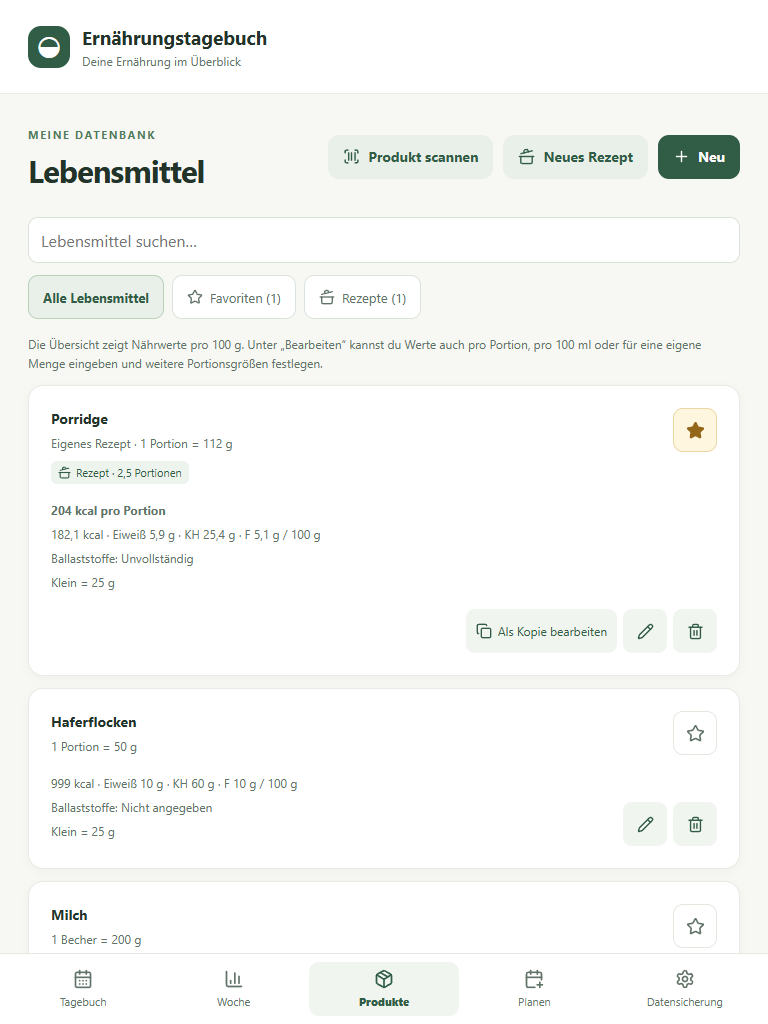 Ernährungstagebuch
Deine Ernährung im Überblick
MEINE DATENBANK
Lebensmittel
Produkt scannen
Neues Rezept
Neu
Lebensmittel suchen...
Alle Lebensmittel
Favoriten (1)
Rezepte (1)
Die Übersicht zeigt Nährwerte pro 100 g. Unter „Bearbeiten“ kannst du Werte auch pro Portion, pro 100 ml oder für eine eigene
Menge eingeben und weitere Portionsgrößen festlegen.
Porridge
Eigenes Rezept · 1 Portion = 112 g
Rezept · 2,5 Portionen
204 kcal pro Portion
182,1 kcal · Eiweiß 5,9 g · KH 25,4 g · F 5,1 g / 100 g
Ballaststoffe: Unvollständig
Klein = 25 g
Als Kopie bearbeiten
Haferflocken
1 Portion = 50 g
999 kcal · Eiweiß 10 g · KH 60 g · F 10 g / 100 g
Ballaststoffe: Nicht angegeben
Klein = 25 g
Milch
1 Becher = 200 g
Tagebuch
Woche
Produkte
Planen
Datensicherung